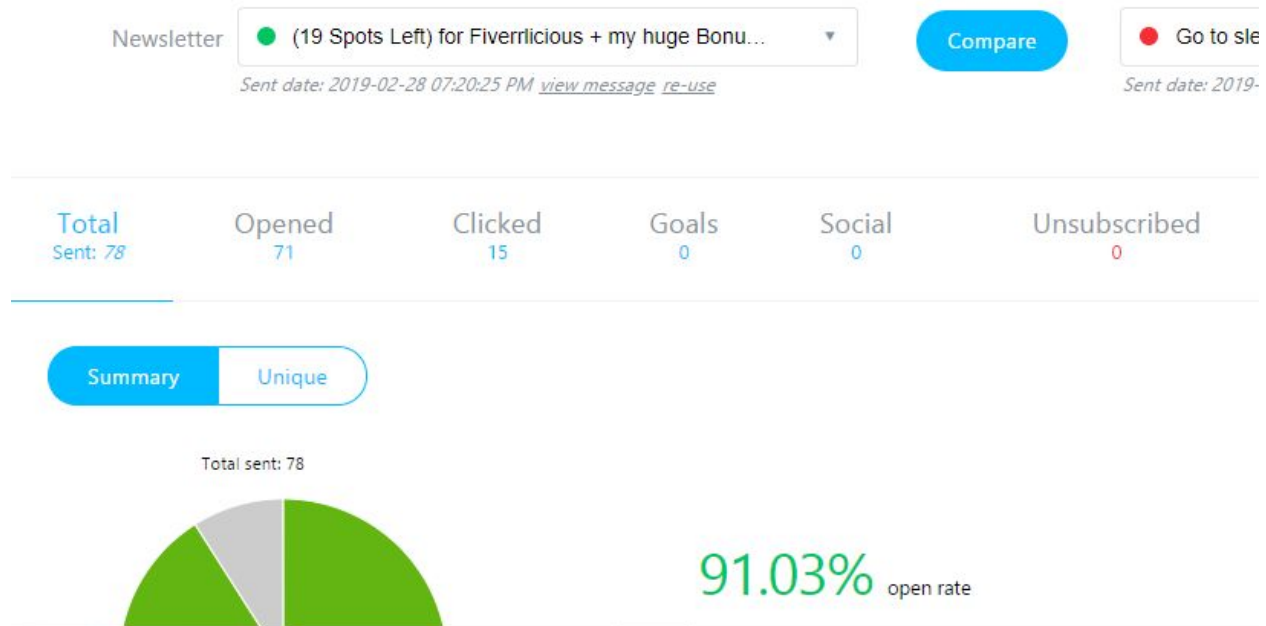 Newsletter (19 Spots Left) for Fiverrlicious + my huge Bonu... Compare Go to sle
Sent date: 2019-02-28 07:20:25 PM view message re-use Sent date: 2019-
Total Opened Clicked Goals Social Unsubscribed
Sent: 78 71 15 0 0 0
Summary Unique
Total sent: 78
91.03% open rate